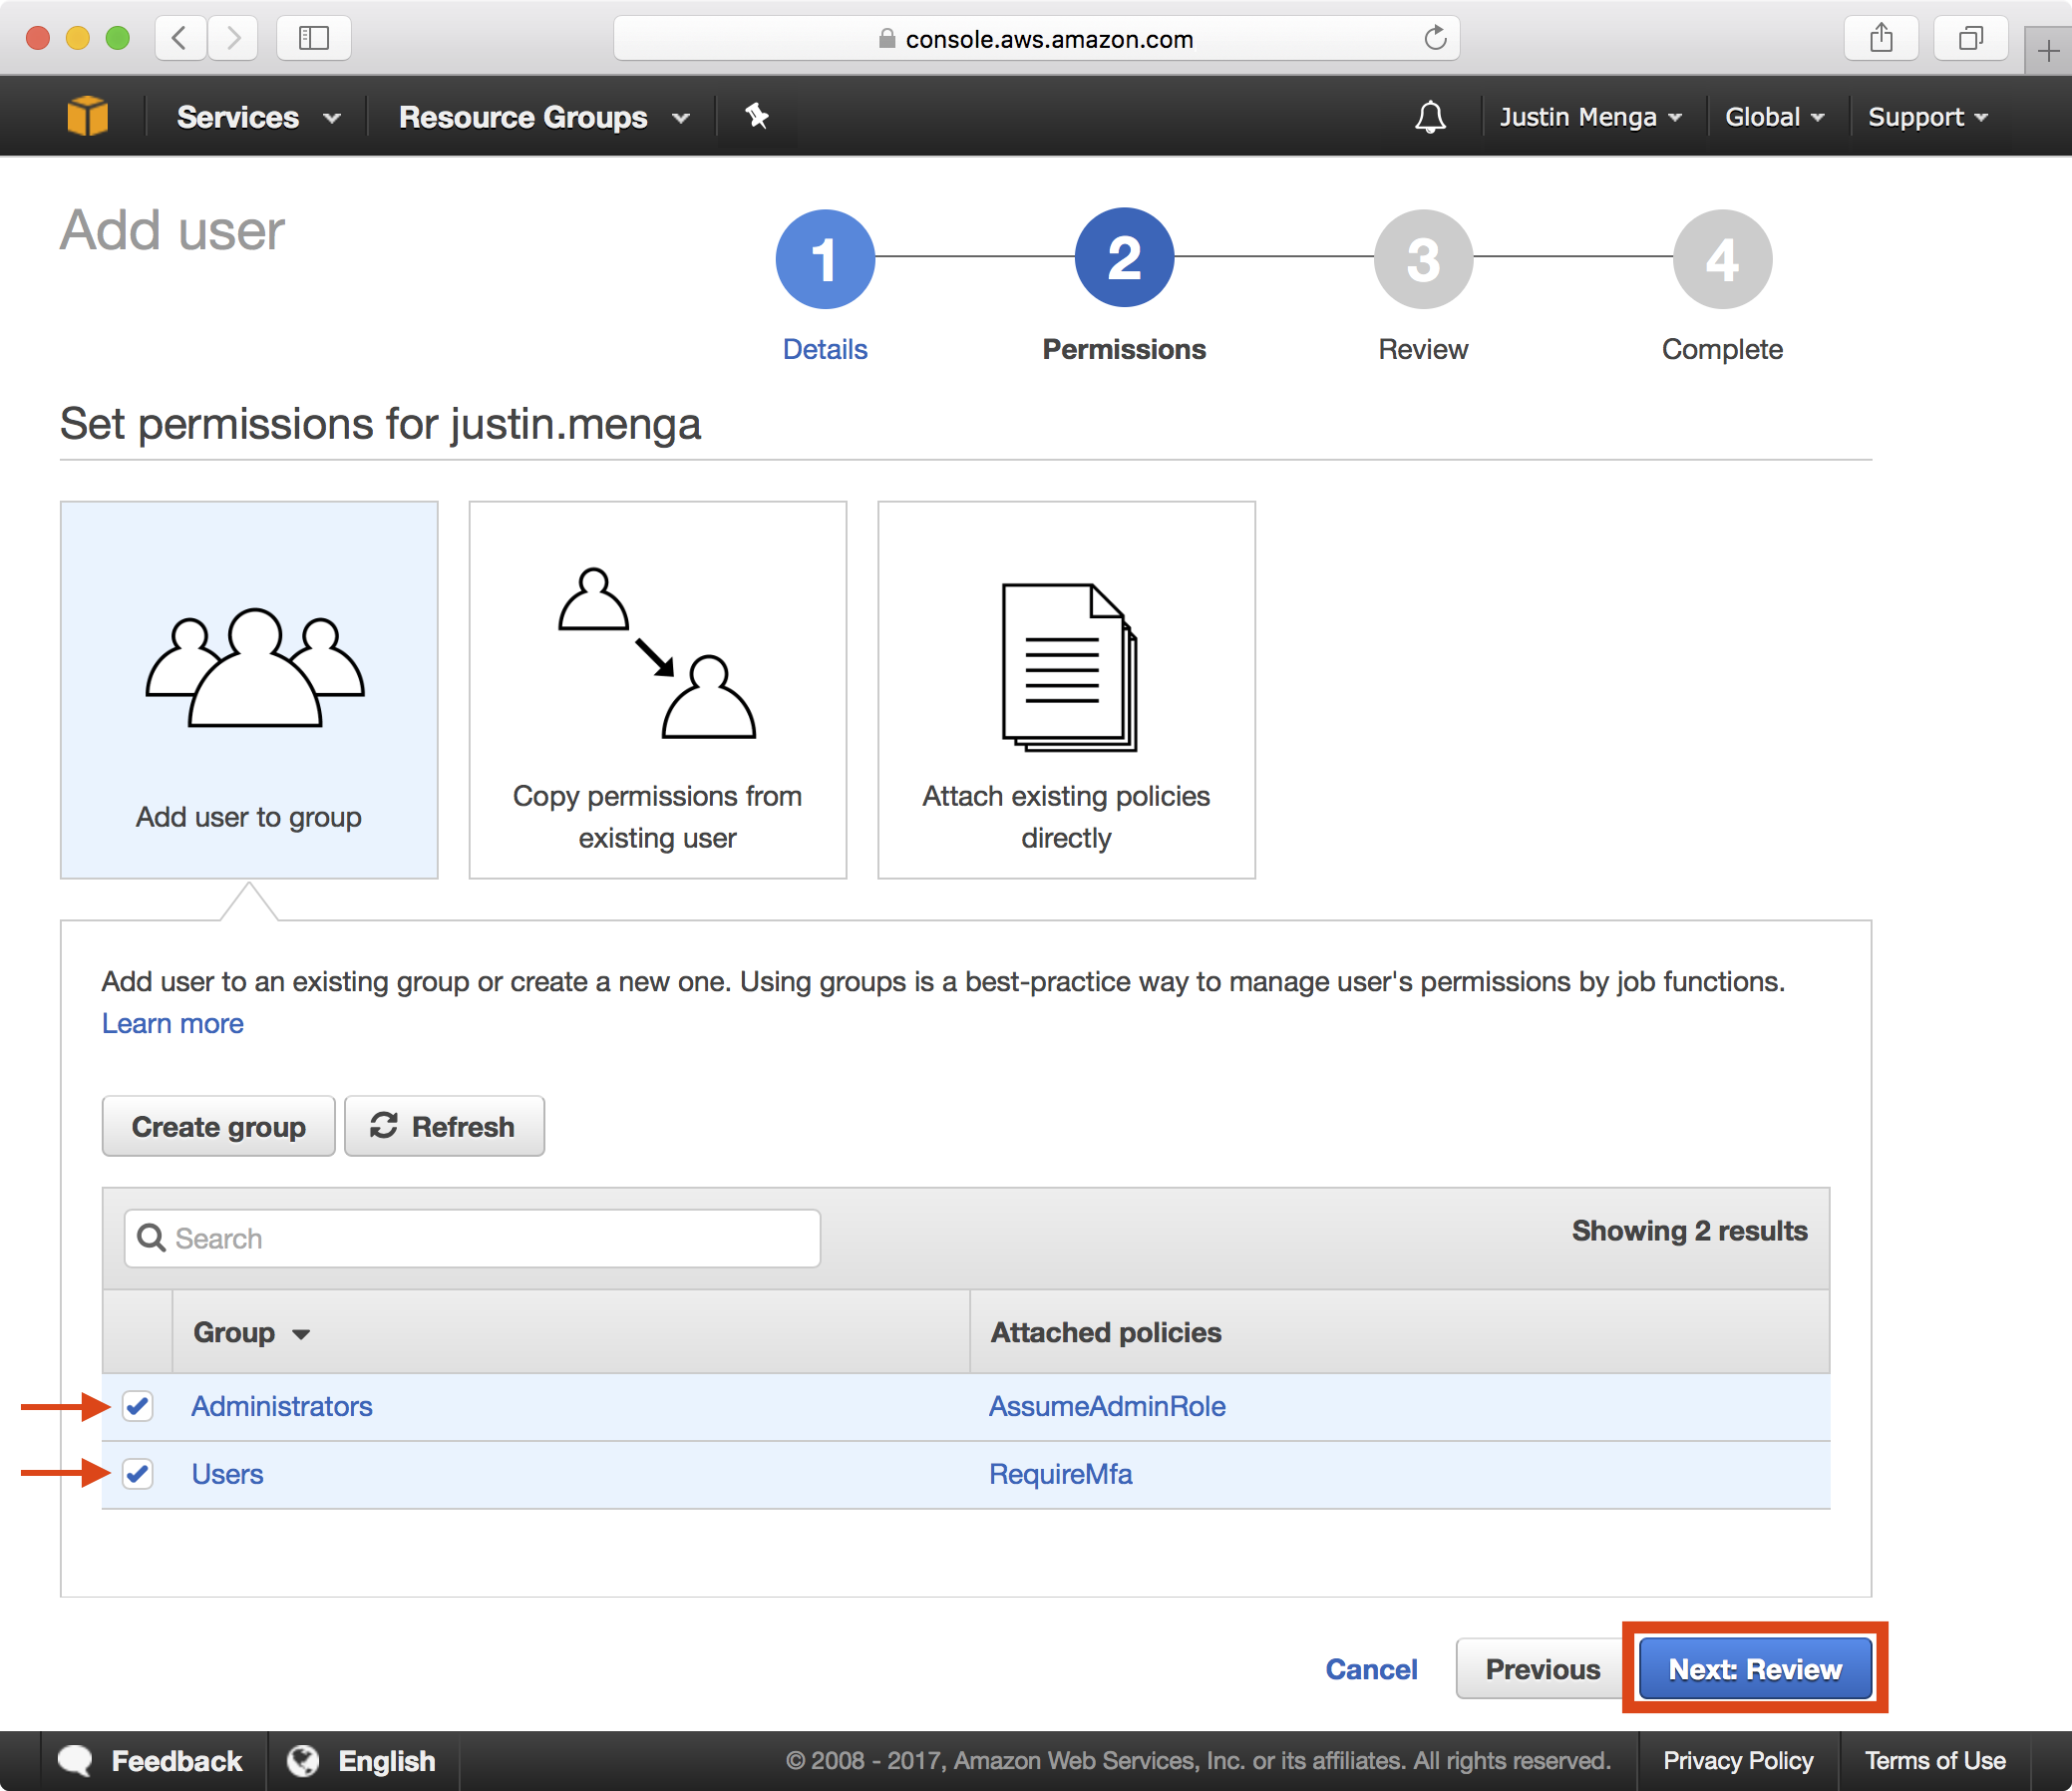 console.aws.amazon.com
Services
Resource Groups
Justin Menga
Global
Support
Add user
1
2
3
4
Details
Permissions
Review
Complete
Set permissions for justin.menga
Add user to group
Copy permissions from
existing user
Attach existing policies
directly
Add user to an existing group or create a new one. Using groups is a best-practice way to manage user's permissions by job functions.
Learn more
Create group
Refresh
Search
Showing 2 results
Group
Attached policies
Administrators
AssumeAdminRole
Users
RequireMfa
Cancel
Previous
Next: Review
Feedback
English
© 2008 - 2017, Amazon Web Services, Inc. or its affiliates. All rights reserved.
Privacy Policy
Terms of Use